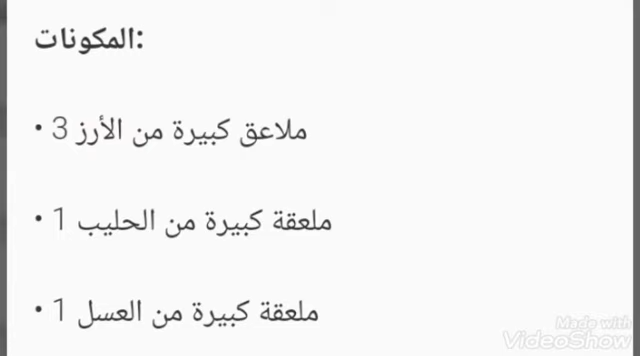 المكونات:
• 3 ملاعق كبيرة من الأرز
• 1 ملعقة كبيرة من الحليب
• 1 ملعقة كبيرة من العسل
Made with
VideoShow